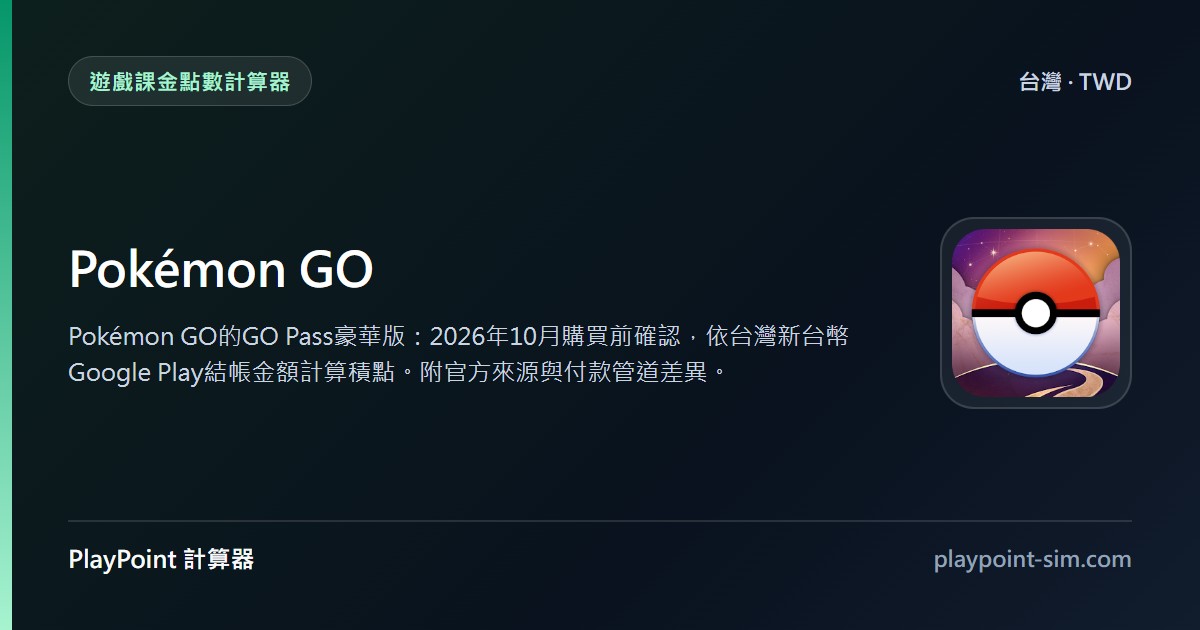 遊戲課金點數計算器
台灣 · TWD
Pokémon GO
Pokémon GO的GO Pass豪華版：2026年10月購買前確認，依台灣新台幣
Google Play結帳金額計算積點。附官方來源與付款管道差異。
PlayPoint 計算器
playpoint-sim.com